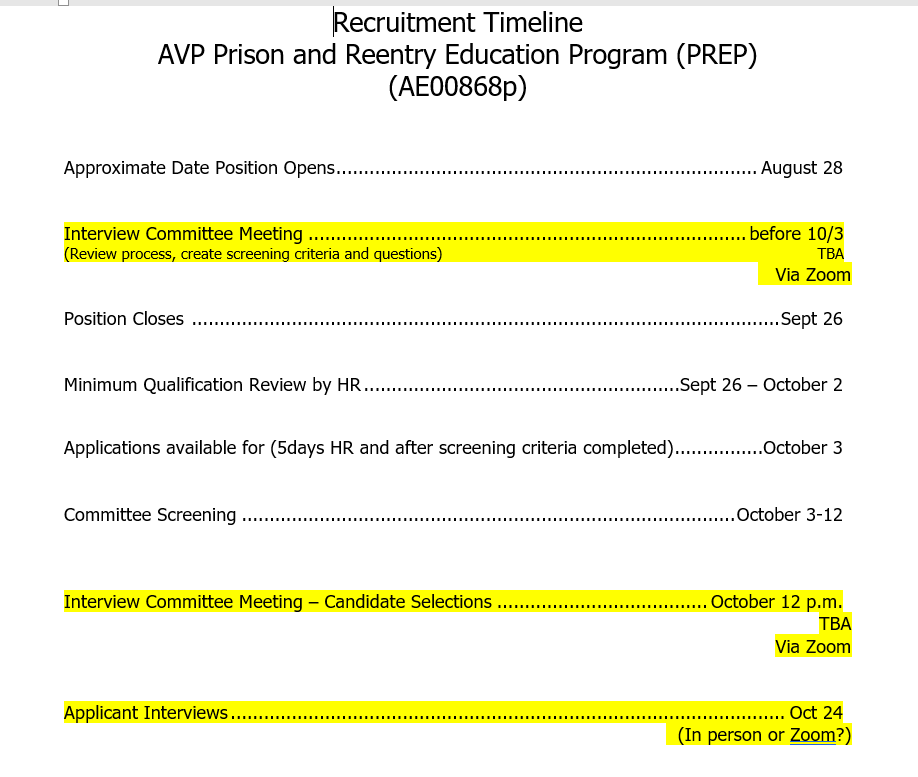 Recruitment Timeline
AVP Prison and Reentry Education Program (PREP)
(AE00868p)
Approximate Date Position Opens............................................................................ August 28
Interview Committee Meeting ............................................................................... before 10/3
(Review process, create screening criteria and questions) TBA
Via Zoom
Position Closes ..........................................................................................................Sept 26
Minimum Qualification Review by HR.........................................................Sept 26 – October 2
Applications available for (5days HR and after screening criteria completed)................October 3
Committee Screening .........................................................................................October 3-12
Interview Committee Meeting – Candidate Selections ...................................... October 12 p.m.
TBA
Via Zoom
Applicant Interviews.................................................................................................... Oct 24
(In person or Zoom?)